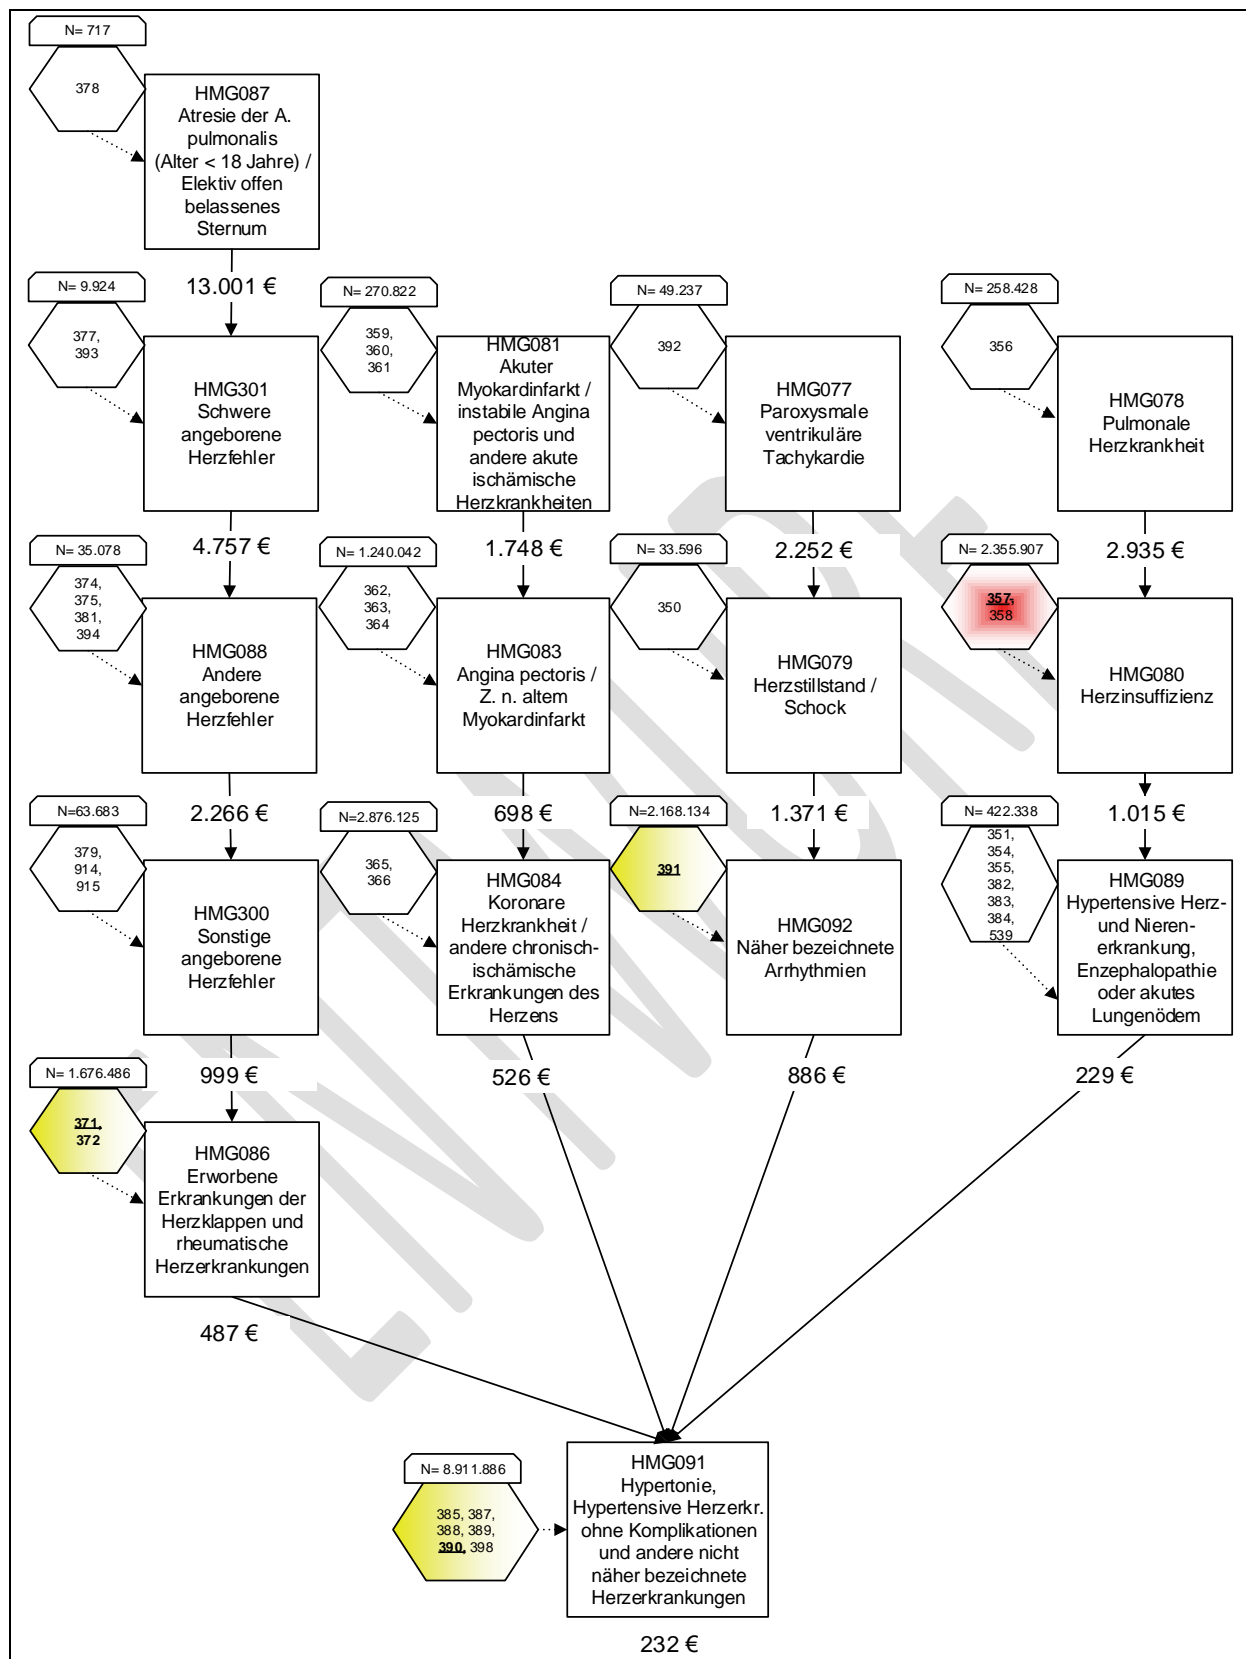 N= 717
378
HMG087
Atresie der A.
pulmonalis
(Alter < 18 Jahre) /
Elektiv offen
belassenes
Sternum
13.001 €
N= 9.924
377,
393
HMG301
Schwere
angeborene
Herzfehler
4.757 €
N= 270.822
359,
360,
361
HMG081
Akuter
Myokardinfarkt /
instabile Angina
pectoris und
andere akute
ischämische
Herzkrankheiten
1.748 €
N= 49.237
392
HMG077
Paroxysmale
ventrikuläre
Tachykardie
2.252 €
N= 258.428
356
HMG078
Pulmonale
Herzkrankheit
2.935 €
N= 35.078
374,
375,
381,
394
HMG088
Andere
angeborene
Herzfehler
2.266 €
N= 1.240.042
362,
363,
364
HMG083
Angina pectoris /
Z. n. altem
Myokardinfarkt
698 €
N= 33.596
350
HMG079
Herzstillstand /
Schock
1.371 €
N= 2.355.907
357,
358
HMG080
Herzinsuffizienz
1.015 €
N=63.683
379,
914,
915
HMG300
Sonstige
angeborene
Herzfehler
999 €
N=2.876.125
365,
366
HMG084
Koronare
Herzkrankheit /
andere chronisch-
ischämische
Erkrankungen des
Herzens
526 €
N=2.168.134
391
HMG092
Näher bezeichnete
Arrhythmien
886 €
N= 422.338
351,
354,
355,
382,
383,
384,
539
HMG089
Hypertensive Herz-
und Nieren-
erkrankung,
Enzephalopathie
oder akutes
Lungenödem
229 €
N= 1.676.486
371,
372
HMG086
Erworbene
Erkrankungen der
Herzklappen und
rheumatische
Herzerkrankungen
487 €
N= 8.911.886
385, 387,
388, 389,
390, 398
HMG091
Hypertonie,
Hypertensive Herzerkr.
ohne Komplikationen
und andere nicht
näher bezeichnete
Herzerkrankungen
232 €
ENTWURF